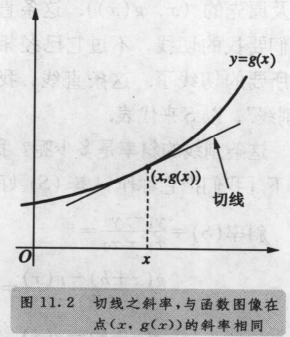 y=g(x)
(x,g(x))
切线
O
x
图 11.2 切线之斜率,与函数图像在
点(x, g(x))的斜率相同